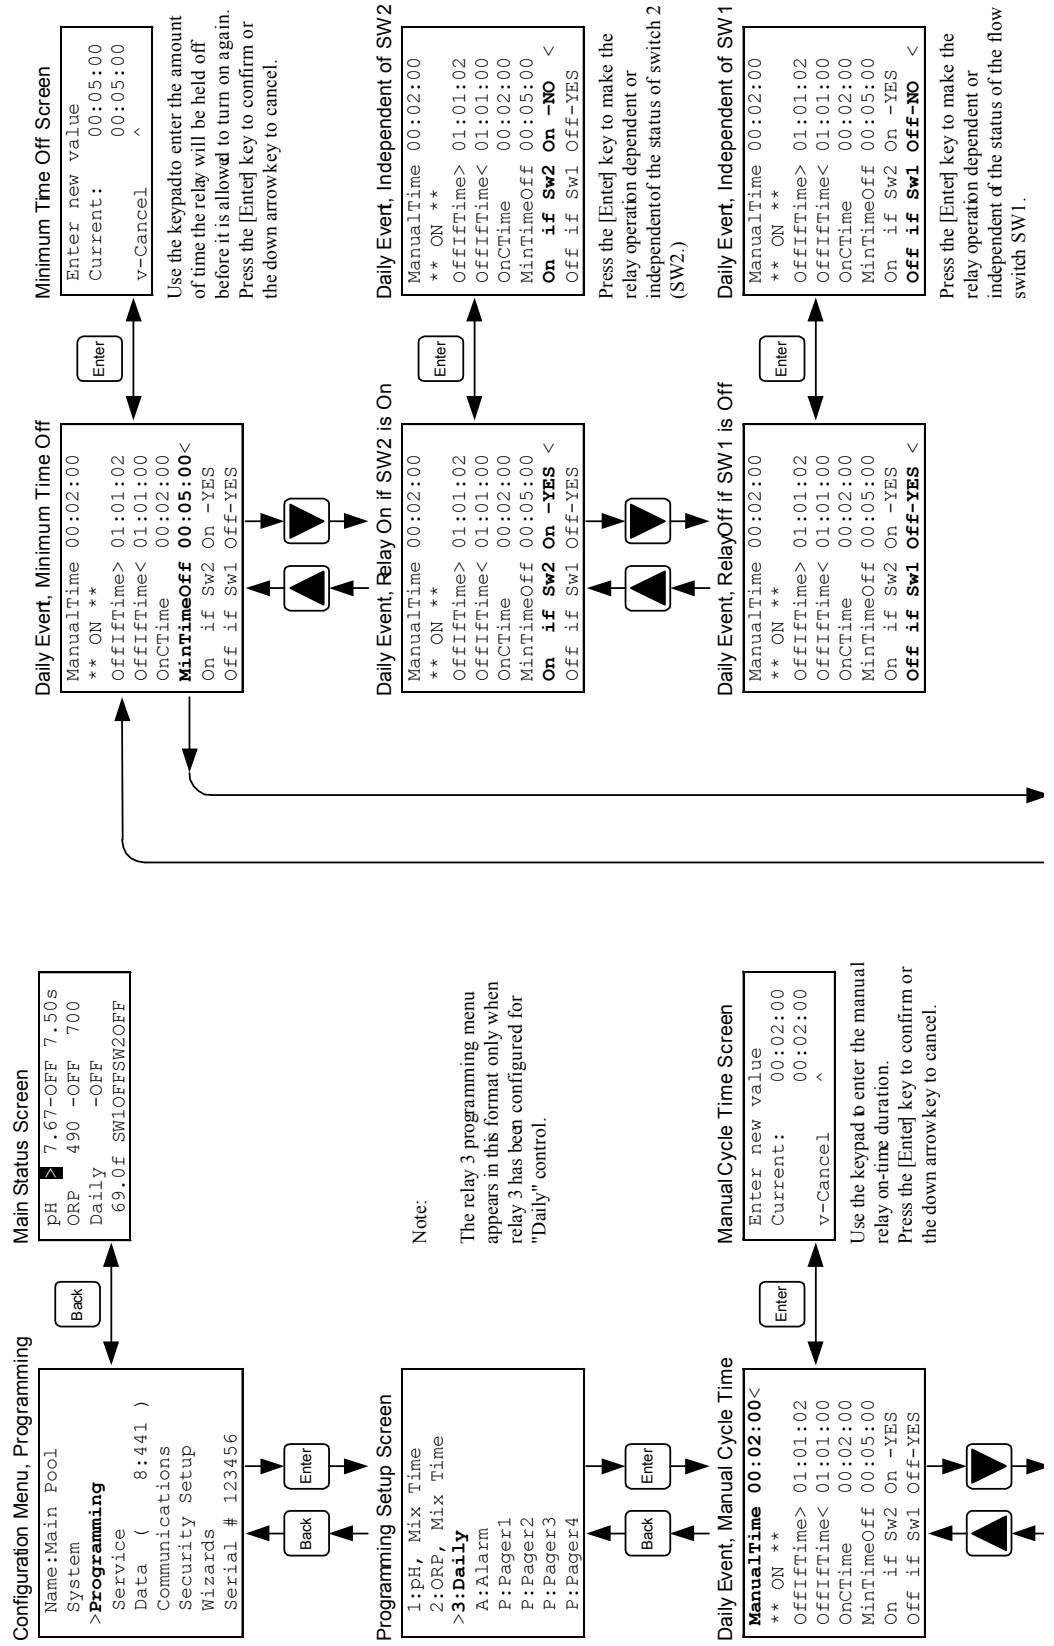 Configuration Menu, Programming
Name:Main Pool
System
>Programming
Service
Data ( 8:441 )
Communications
Security Setup
Wizards
Serial # 123456
Back
Main Status Screen
pH > 7.67-OFF 7.50s
ORP 490 -OFF 700
Daily -OFF
69.0f SW1OFFSW2OFF
Back
Enter
Programming Setup Screen
1:pH, Mix Time
2:ORP, Mix Time
>3:Daily
A:Alarm
P:Pager1
P:Pager2
P:Pager3
P:Pager4
Note:
The relay 3 programming menu
appears in this format only when
relay 3 has been configured for
"Daily" control.
Back
Enter
Daily Event, Manual Cycle Time
ManualTime 00:02:00<
** ON **
OffIfTime> 01:01:02
OffIfTime< 01:01:00
OnCTime 00:02:00
MinTimeOff 00:05:00
On if Sw2 On -YES
Off if Sw1 Off-YES
Enter
Manual Cycle Time Screen
Enter new value
Current: 00:02:00
00:02:00
v-Cancel ^
Use the keypad to enter the manual
relay on-time duration.
Press the [Enter] key to confirm or
the down arrow key to cancel.
Daily Event, Minimum Time Off
ManualTime 00:02:00
** ON **
OffIfTime> 01:01:02
OffIfTime< 01:01:00
OnCTime 00:02:00
MinTimeOff 00:05:00<
On if Sw2 On -YES
Off if Sw1 Off-YES
Enter
Minimum Time Off Screen
Enter new value
Current: 00:05:00
00:05:00
v-Cancel ^
Use the keypad to enter the amount
of time the relay will be held off
before it is allowed to turn on again.
Press the [Enter] key to confirm or
the down arrow key to cancel.
Daily Event, Relay On if SW2 is On
ManualTime 00:02:00
** ON **
OffIfTime> 01:01:02
OffIfTime< 01:01:00
OnCTime 00:02:00
MinTimeOff 00:05:00
On if Sw2 On -YES <
Off if Sw1 Off-YES
Enter
Daily Event, Independent of SW2
ManualTime 00:02:00
** ON **
OffIfTime> 01:01:02
OffIfTime< 01:01:00
OnCTime 00:02:00
MinTimeOff 00:05:00
On if Sw2 On -NO <
Off if Sw1 Off-YES
Press the [Enter] key to make the
relay operation dependent or
independent of the status of switch 2
(SW2.)
Daily Event, Relay Off if SW1 is Off
ManualTime 00:02:00
** ON **
OffIfTime> 01:01:02
OffIfTime< 01:01:00
OnCTime 00:02:00
MinTimeOff 00:05:00
On if Sw2 On -YES
Off if Sw1 Off-YES <
Enter
Daily Event, Independent of SW1
ManualTime 00:02:00
** ON **
OffIfTime> 01:01:02
OffIfTime< 01:01:00
OnCTime 00:02:00
MinTimeOff 00:05:00
On if Sw2 On -YES
Off if Sw1 Off-NO <
Press the [Enter] key to make the
relay operation dependent or
independent of the status of the flow
switch SW1.